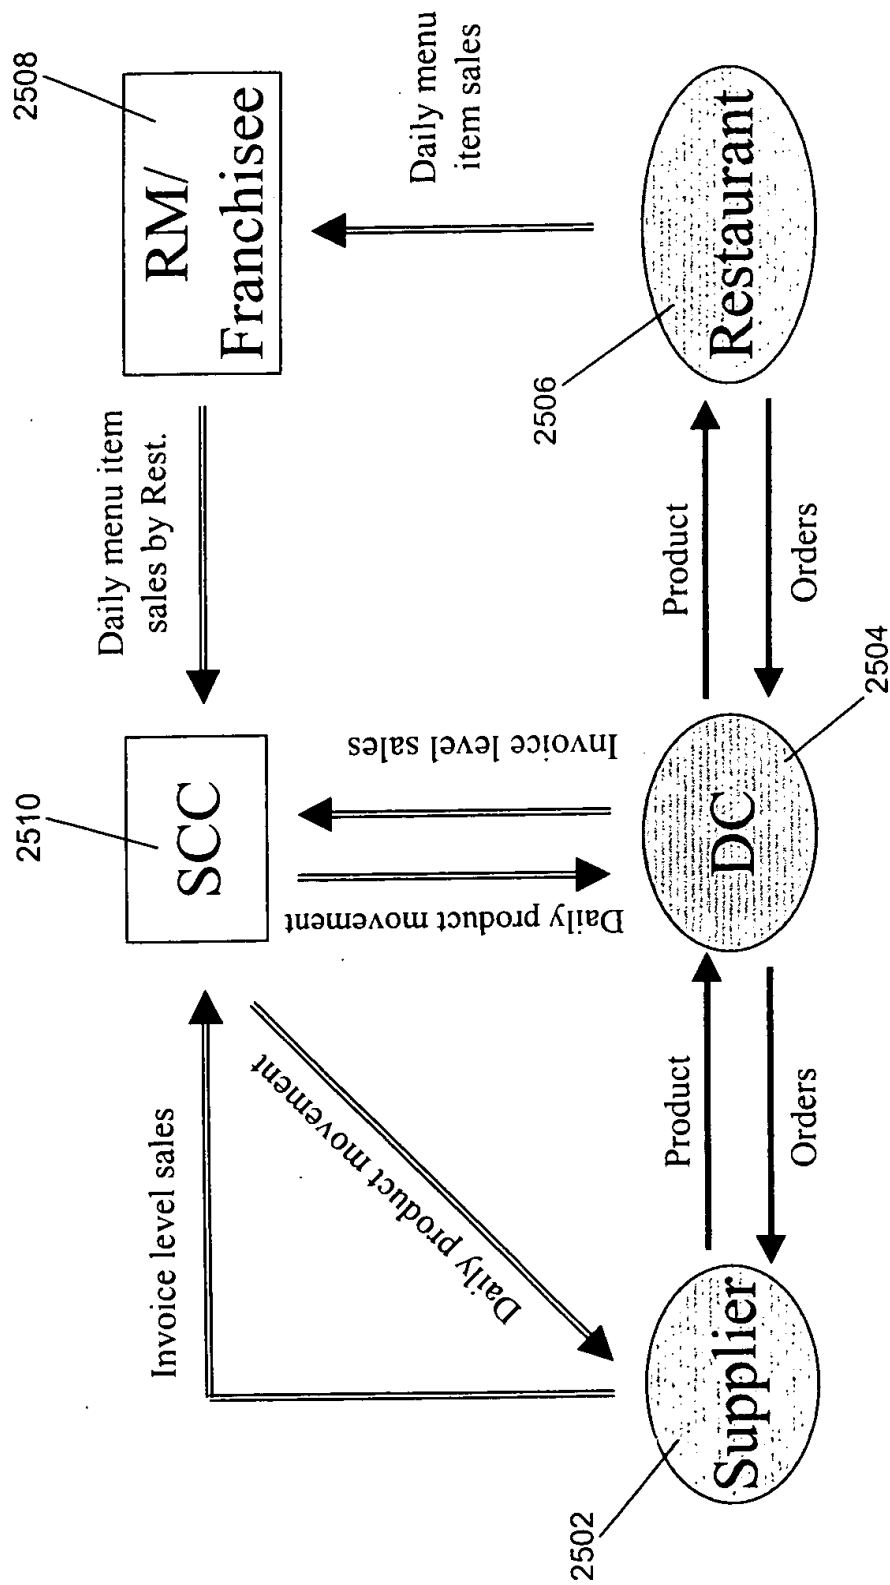 2510
SCC
Daily menu item
sales by Rest.
2508
RM/
Franchisee
Invoice level sales
Daily product movement
Daily product movement
Invoice level sales
Daily menu
item sales
2502
Supplier
Product
Orders
DC
2504
Product
Orders
2506
Restaurant